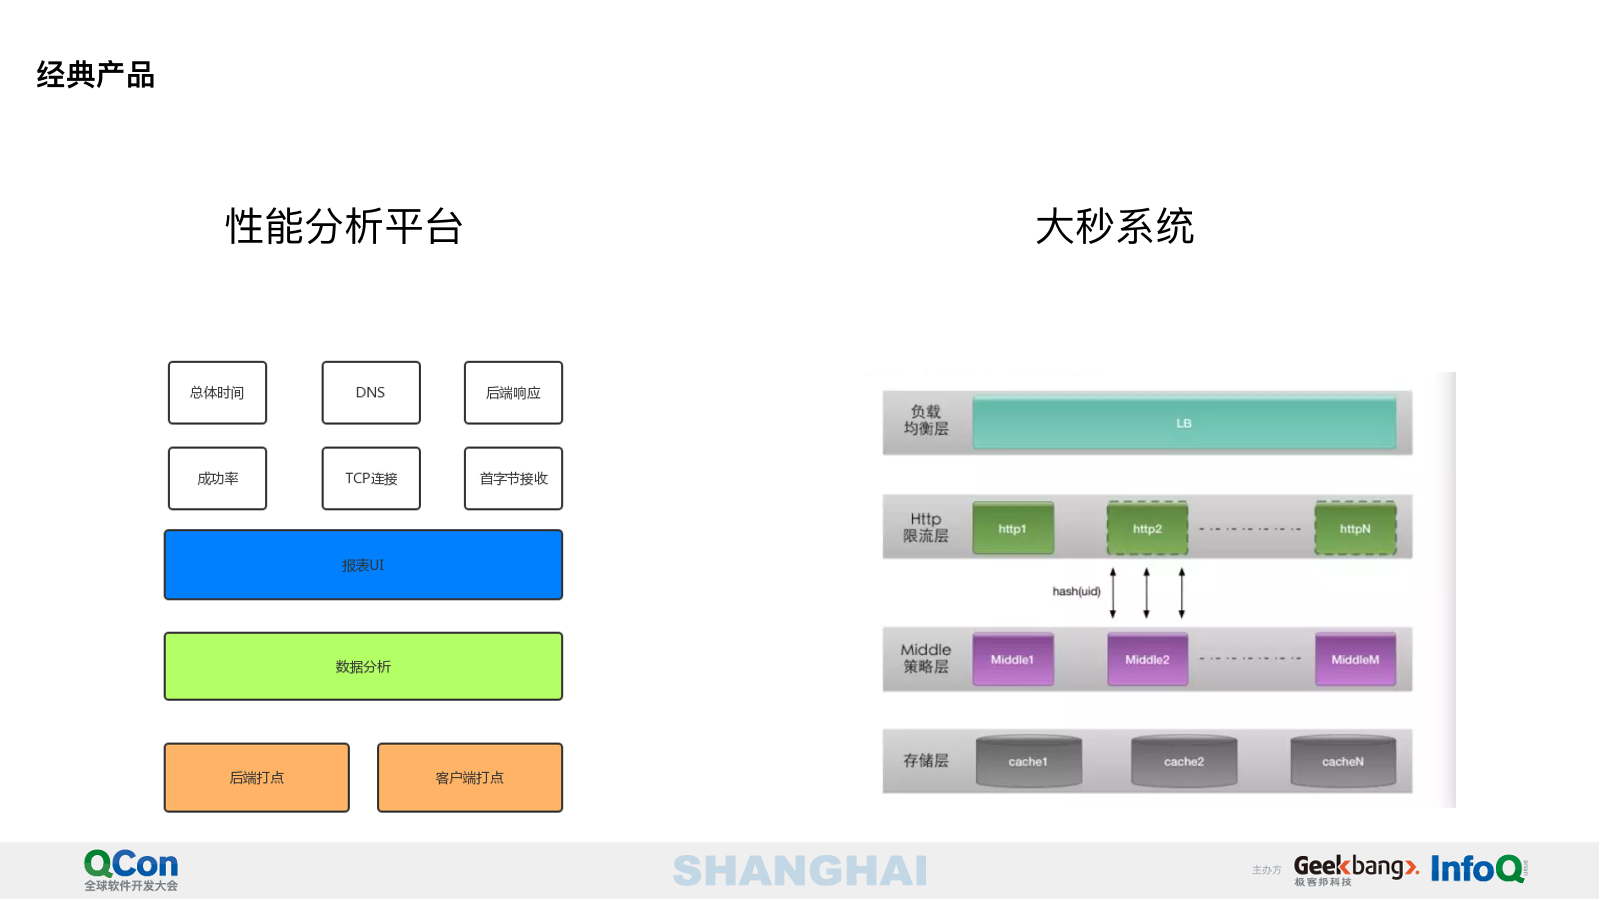 经典产品
性能分析平台
大秒系统
总体时间
DNS
后端响应
成功率
TCP连接
首字节接收
报表UI
数据分析
后端打点
客户端打点
负载
均衡层
LB
Http
限流层
http1
http2
httpN
hash(uid)
Middle
策略层
Middle1
Middle2
MiddleM
存储层
cache1
cache2
cacheN
QCon
全球软件开发大会
SHANGHAI
主办方
Geekbang
极客邦科技
InfoQ